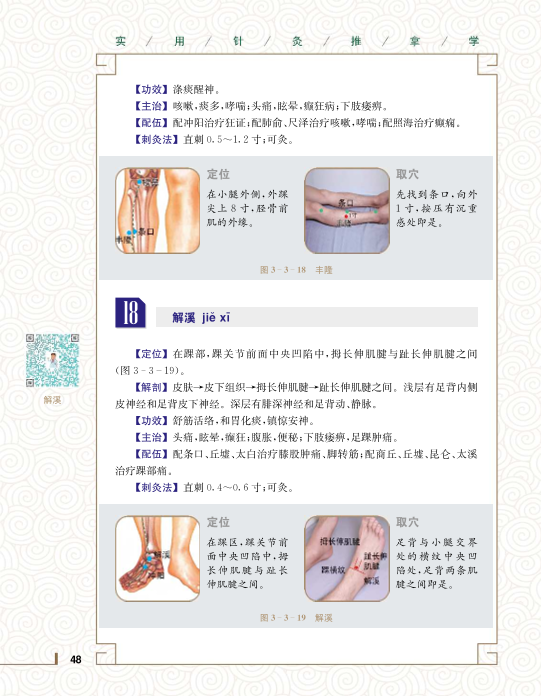 实 / 用 / 针 / 灸 / 推 / 拿 / 学
【功效】涤痰醒神。
【主治】咳嗽,痰多,哮喘;头痛,眩晕,癫狂病;下肢痿痹。
【配伍】配冲阳治疗狂证;配肺俞、尺泽治疗咳嗽,哮喘;配照海治疗癫痫。
【刺灸法】直刺 0.5～1.2 寸;可灸。
条口
丰隆
定位
在小腿外侧,外踝
尖上 8 寸,胫骨前
肌的外缘。
条口
丰隆
取穴
先找到条口,向外
1 寸,按压有沉重
感处即是。
图 3-3-18 丰隆
18 解溪 jiě xī
【定位】在踝部,踝关节前面中央凹陷中,拇长伸肌腱与趾长伸肌腱之间
(图 3-3-19)。
【解剖】皮肤→皮下组织→拇长伸肌腱→趾长伸肌腱之间。浅层有足背内侧
皮神经和足背皮下神经。深层有腓深神经和足背动、静脉。
【功效】舒筋活络,和胃化痰,镇惊安神。
【主治】头痛,眩晕,癫狂;腹胀,便秘;下肢痿痹,足踝肿痛。
【配伍】配条口、丘墟、太白治疗膝股肿痛、脚转筋;配商丘、丘墟、昆仑、太溪
治疗踝部痛。
【刺灸法】直刺 0.4～0.6 寸;可灸。
解溪
解溪
冲阳
定位
在踝区,踝关节前
面中央凹陷中,拇
长伸肌腱与趾长
伸肌腱之间。
拇长伸肌腱
趾长伸
肌腱
踝横纹
解溪
取穴
足背与小腿交界
处的横纹中央凹
陷处,足背两条肌
腱之间即是。
图 3-3-19 解溪
48